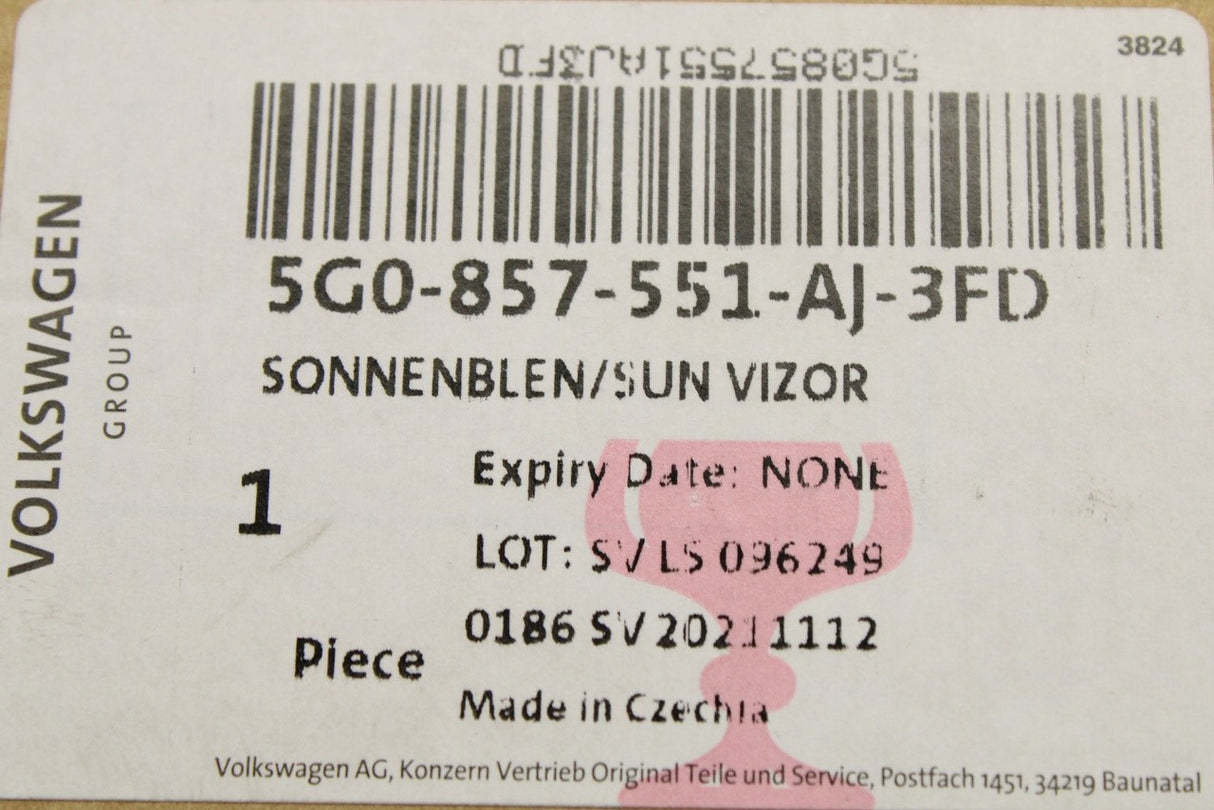 3824
5G0857551AJ3FD
5G0-857-551-AJ-3FD
SONNENBLEN/SUN VIZOR
VOLKSWAGEN
GROUP
1
Piece
Expiry Date: NONE
LOT: SV LS 096249
0186 SV 20211112
Made in Czechia
Volkswagen AG, Konzern Vertrieb Original Teile und Service, Postfach 1451, 34219 Baunatal